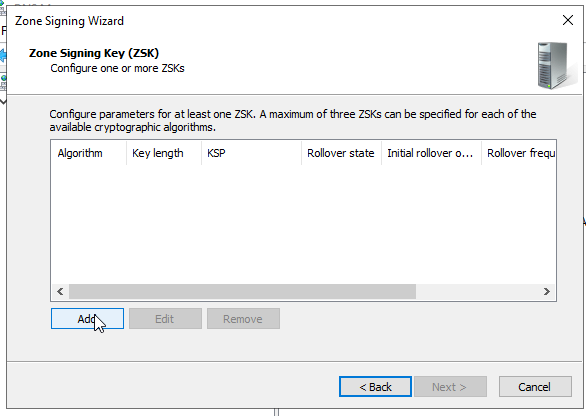 Zone Signing Wizard
Zone Signing Key (ZSK)
Configure one or more ZSKs
Configure parameters for at least one ZSK. A maximum of three ZSKs can be specified for each of the
available cryptographic algorithms.
Algorithm Key length KSP Rollover state Initial rollover o... Rollover frequ
Add Edit Remove
< Back Next > Cancel